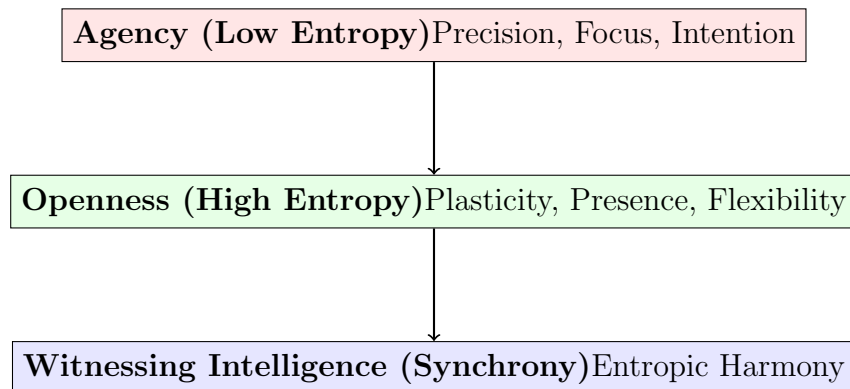 Agency (Low Entropy)Precision, Focus, Intention
Openness (High Entropy)Plasticity, Presence, Flexibility
Witnessing Intelligence (Synchrony)Entropic Harmony